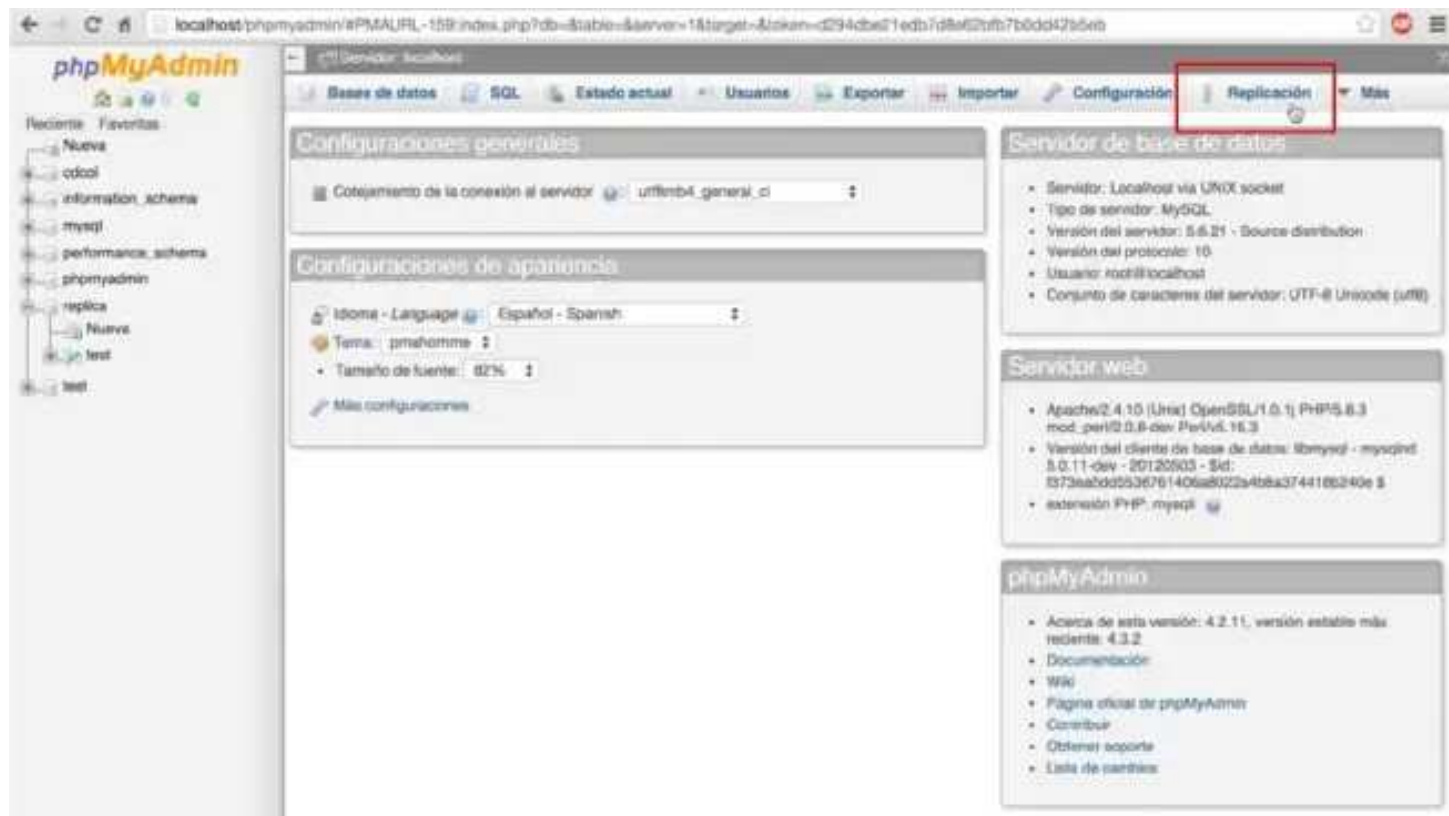 localhost/phpmyadmin/#PMAURL-159:index.php?db=&table=&server=1&target=&token=
phpMyAdmin
Reciente Favoritas
Nueva
cdcol
information_schema
mysql
performance_schema
phpmyadmin
replica
Nueva
test
test
Servidor: localhost
Bases de datos SQL Estado actual Usuarios Exportar Importar Configuración Replicación Más
Configuraciones generales
Cotejamiento de la conexión al servidor : utf8mb4_general_ci
Configuraciones de apariencia
Idioma - Language : Español - Spanish
Tema: pmahomme
Tamaño de fuente: 82%
Más configuraciones
Servidor de base de datos
Servidor: Localhost via UNIX socket
Tipo de servidor: MySQL
Versión del servidor: 5.6.21 - Source distribution
Versión del protocolo: 10
Usuario: root@localhost
Conjunto de caracteres del servidor: UTF-8 Unicode (utf8)
Servidor web
Apache/2.4.10 (Unix) OpenSSL/1.0.1j PHP/5.6.3
mod_perl/2.0.8-dev Perl/v5.16.3
Versión del cliente de base de datos: libmysql - mysqlnd
5.0.11-dev - 20120503 - $Id:
extensión PHP: mysqli
phpMyAdmin
Acerca de esta versión: 4.2.11, versión estable más
reciente: 4.3.2
Documentación
Wiki
Página oficial de phpMyAdmin
Contribuir
Obtener soporte
Lista de cambios